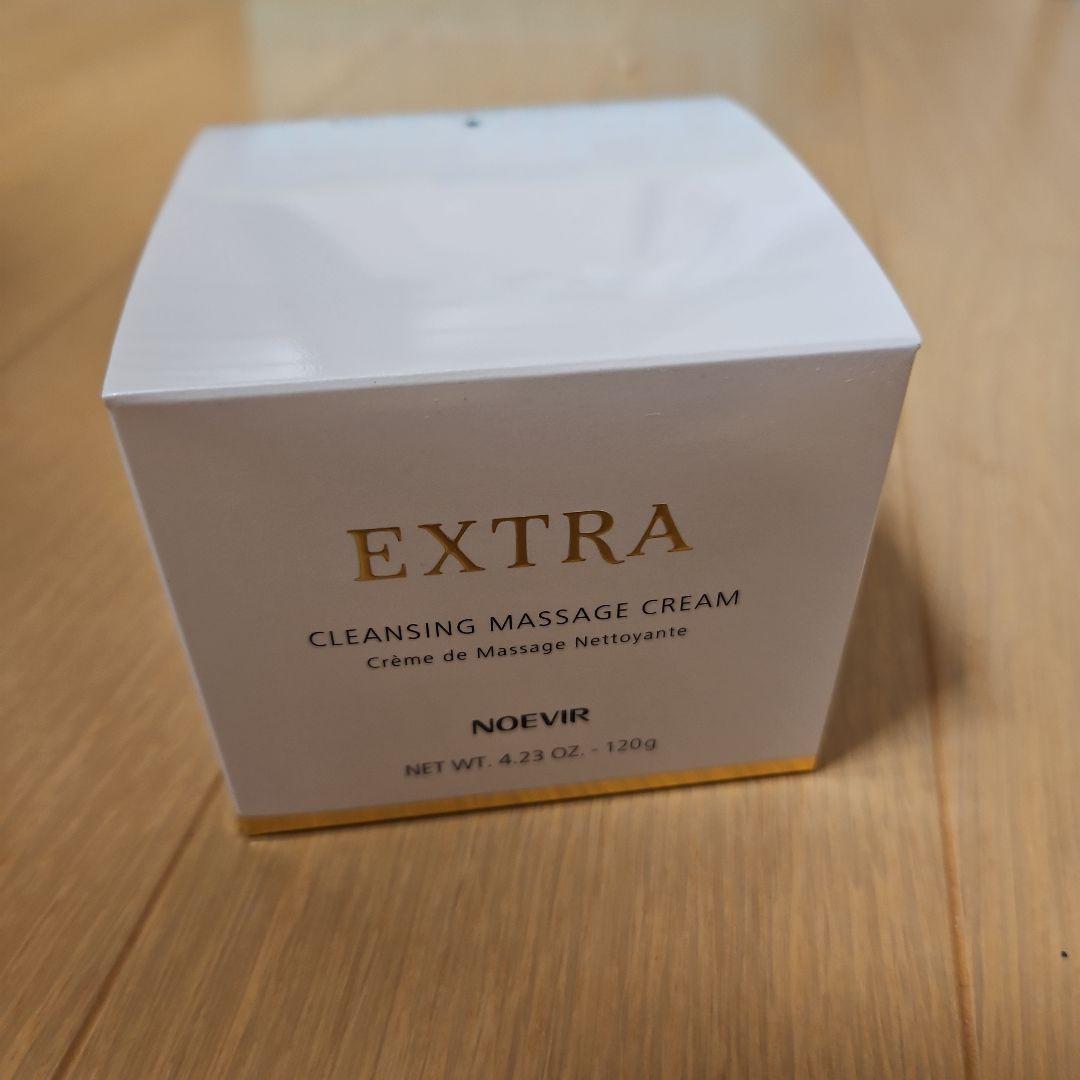 EXTRA
CLEANSING MASSAGE CREAM
Crème de Massage Nettoyante
NOEVIR
NET WT. 4.23 OZ. - 120g